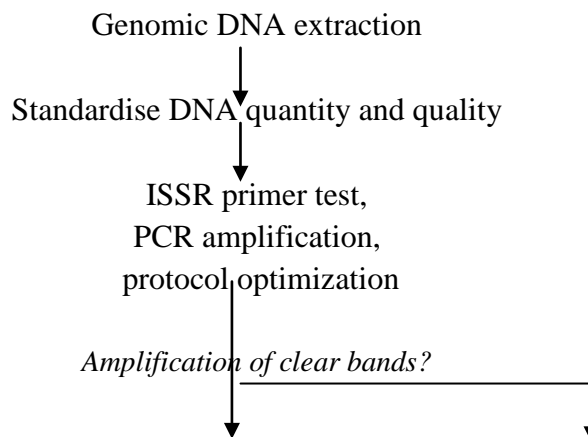 Genomic DNA extraction
Standardise DNA quantity and quality
ISSR primer test,
PCR amplification,
protocol optimization
Amplification of clear bands?